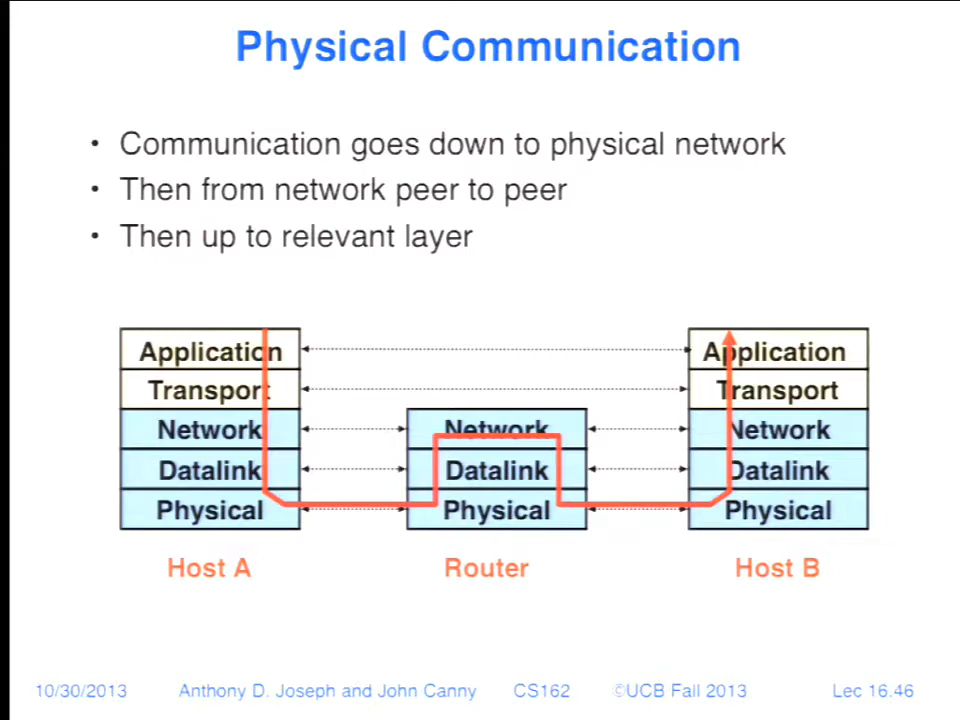 Physical Communication
• Communication goes down to physical network
• Then from network peer to peer
• Then up to relevant layer
Application Application
Transport Transport
Network Network Network
Datalink Datalink Datalink
Physical Physical Physical
Host A Router Host B
10/30/2013 Anthony D. Joseph and John Canny CS162 ©UCB Fall 2013 Lec 16.46